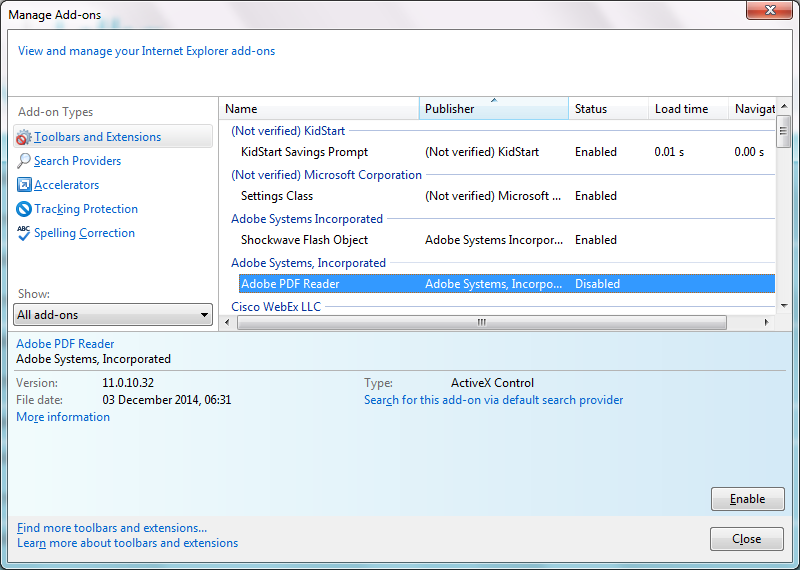 Manage Add-ons
View and manage your Internet Explorer add-ons
Add-on Types
Toolbars and Extensions
Search Providers
Accelerators
Tracking Protection
Spelling Correction
Show:
All add-ons
Name Publisher Status Load time Navigat
(Not verified) KidStart
KidStart Savings Prompt (Not verified) KidStart Enabled 0.01 s 0.00 s
(Not verified) Microsoft Corporation
Settings Class (Not verified) Microsoft ... Enabled
Adobe Systems Incorporated
Shockwave Flash Object Adobe Systems Incorpor... Enabled
Adobe Systems, Incorporated
Adobe PDF Reader Adobe Systems, Incorpo... Disabled
Cisco WebEx LLC
Adobe PDF Reader
Adobe Systems, Incorporated
Version: 11.0.10.32 Type: ActiveX Control
File date: 03 December 2014, 06:31 Search for this add-on via default search provider
More information
Enable
Find more toolbars and extensions...
Learn more about toolbars and extensions
Close